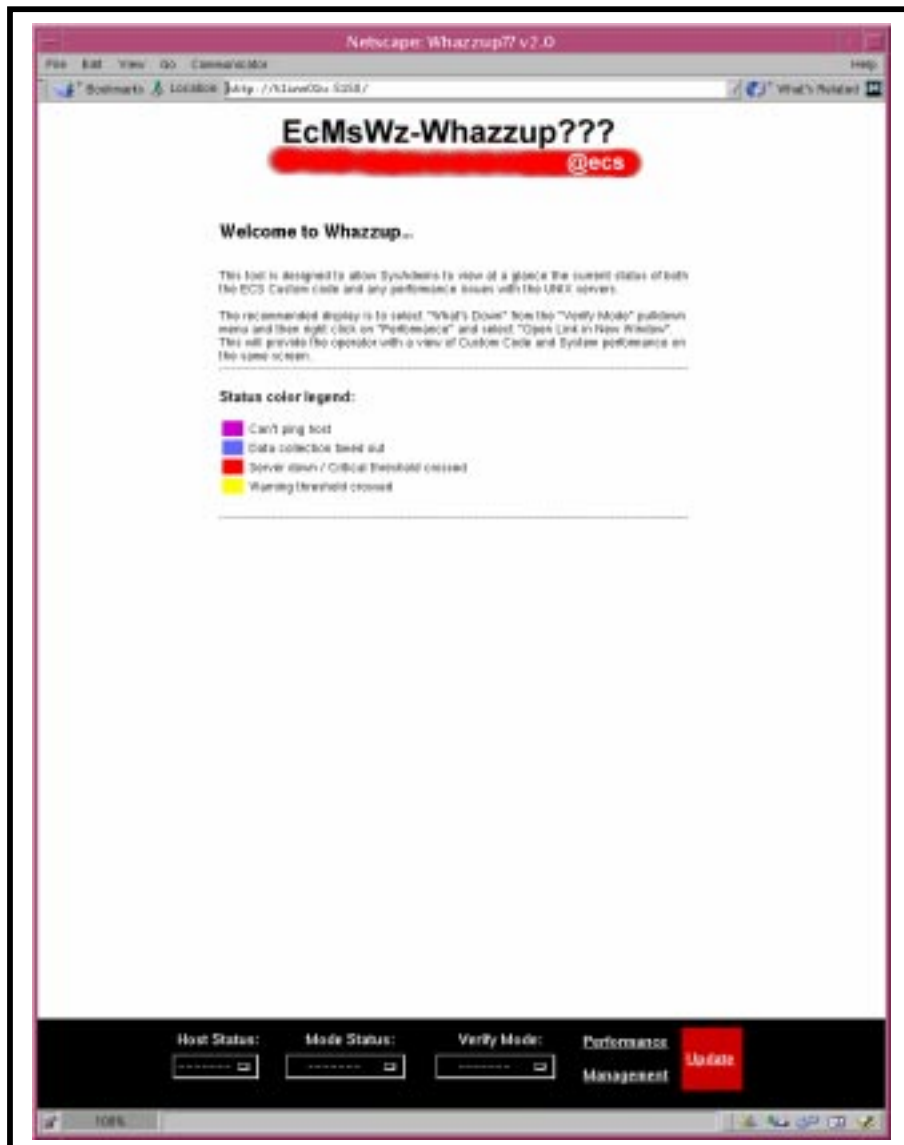 Netscape: Whazzup?? v2.0
File Edit View Go Communicator Help
Bookmarks Location What's Related
EcMsWz-Whazzup???
@ecs
Welcome to Whazzup...
This tool is designed to allow SysAdmins to view at a glance the current status of both
the ECS Custom code and any performance issues with the UNIX servers.
The recommended display is to select "What's Down" from the "Verify Mode" pulldown
menu and then right click on "Performance" and select "Open Link in New Window".
This will provide the operator with a view of Custom Code and System performance on
the same screen.
Status color legend:
Can't ping host
Data collection timed out
Server down / Critical threshold crossed
Warning threshold crossed
Host Status: Mode Status: Verify Mode: Performance
Update
Management
100%